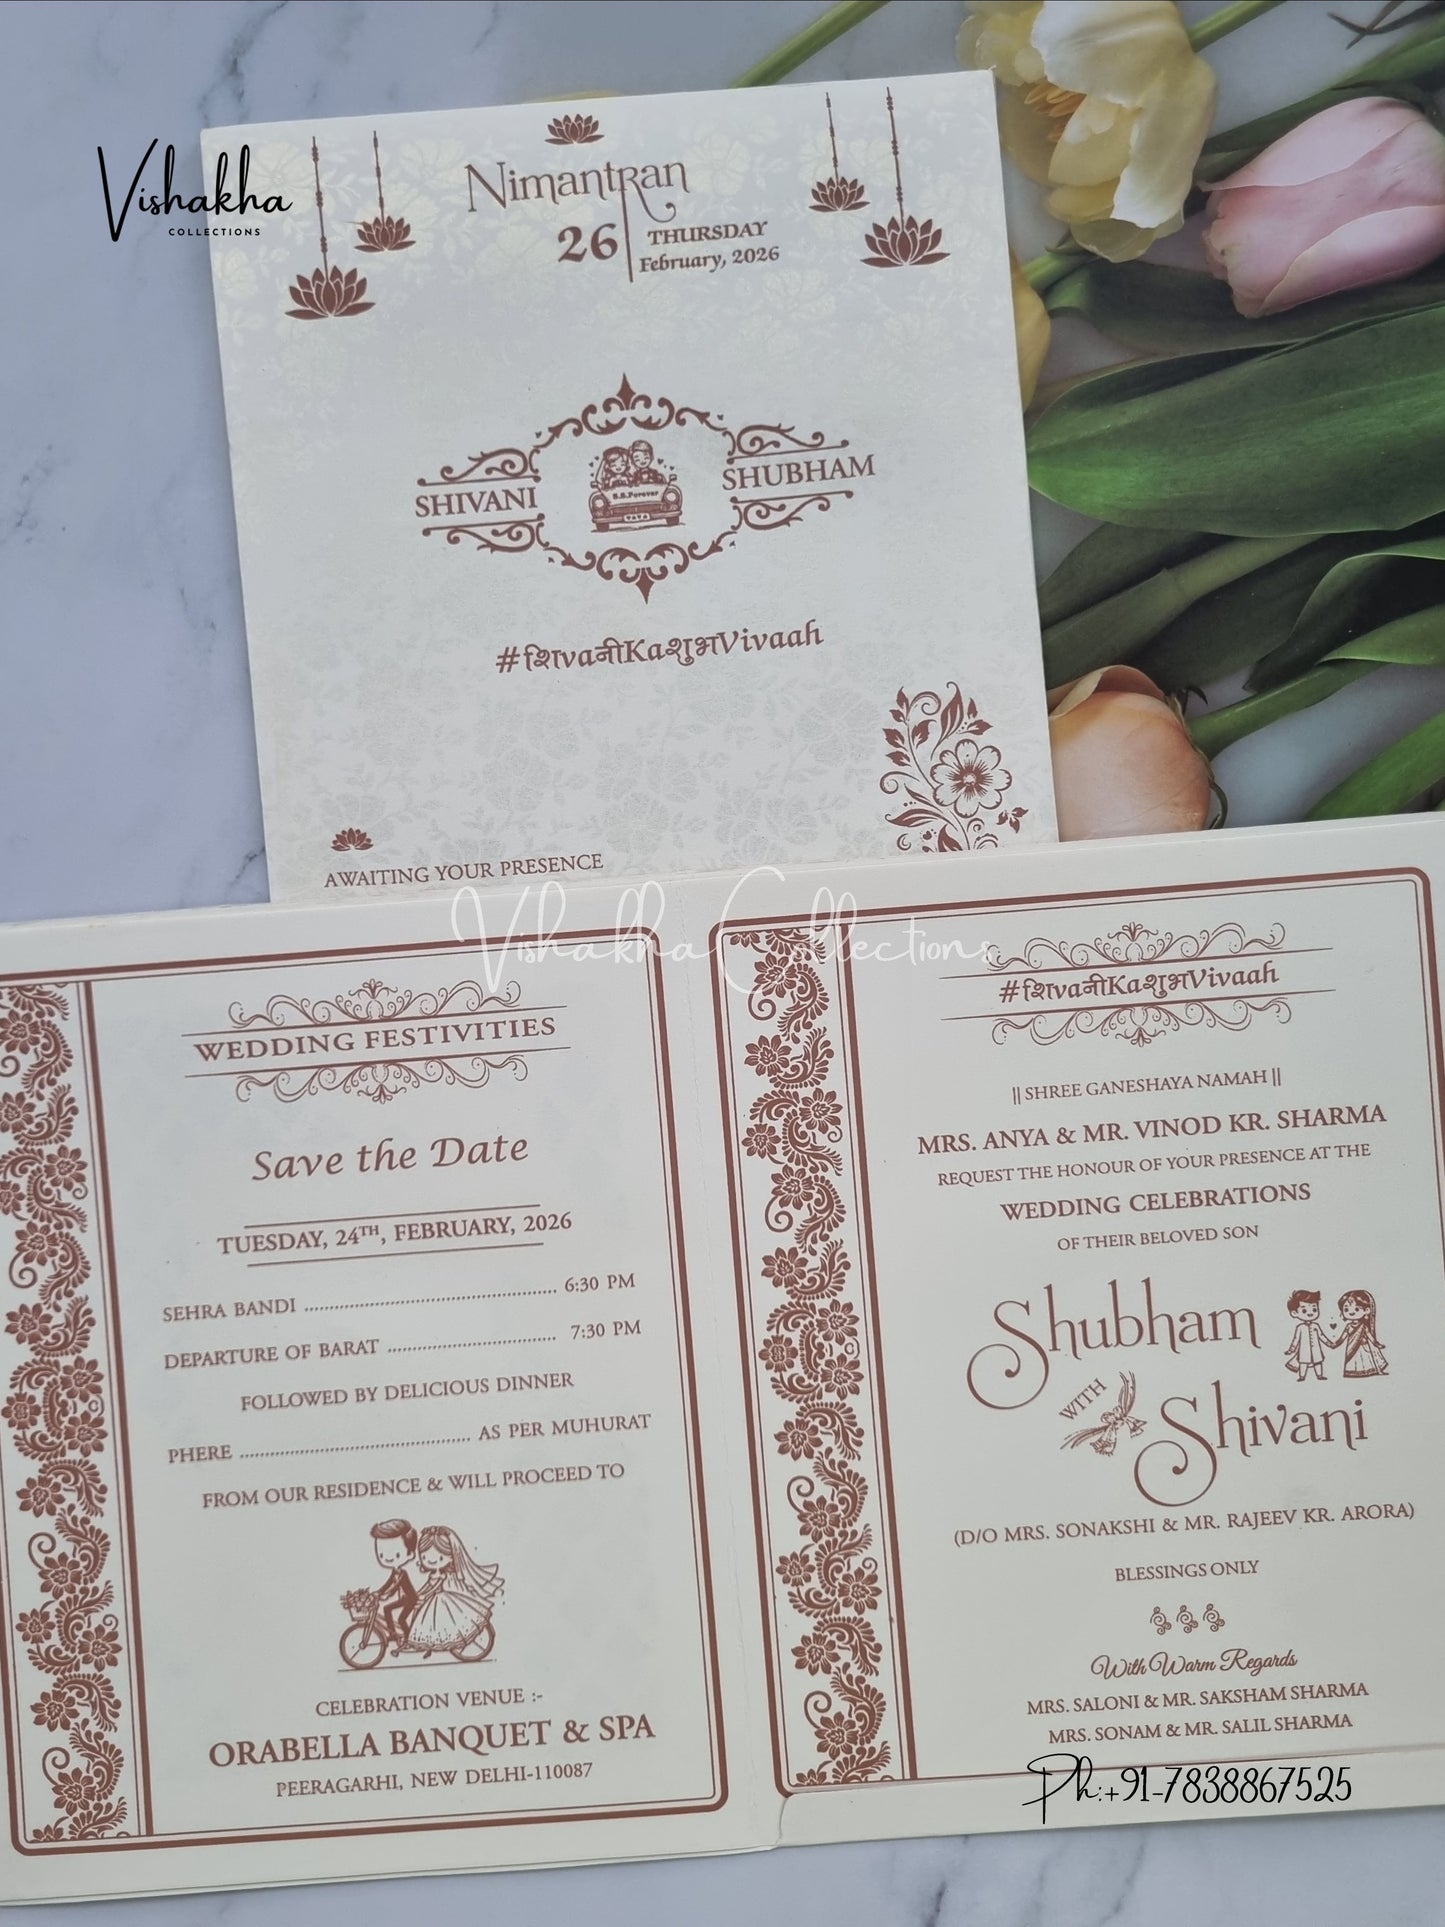 Vishakha
COLLECTIONS
Nimantran
26
THURSDAY
February, 2026
SHIVANI
S.S.Forever
SHUBHAM
#शिvaनीKaशुभVivaah
AWAITING YOUR PRESENCE
Vishakha Collections
WEDDING FESTIVITIES
Save the Date
TUESDAY, 24TH, FEBRUARY, 2026
SEHRA BANDI .................................................. 6:30 PM
DEPARTURE OF BARAT .................................. 7:30 PM
FOLLOWED BY DELICIOUS DINNER
PHERE .............................................. AS PER MUHURAT
FROM OUR RESIDENCE & WILL PROCEED TO
CELEBRATION VENUE :-
ORABELLA BANQUET & SPA
PEERAGARHI, NEW DELHI-110087
#शिvaनीKaशुभVivaah
|| SHREE GANESHAYA NAMAH ||
MRS. ANYA & MR. VINOD KR. SHARMA
REQUEST THE HONOUR OF YOUR PRESENCE AT THE
WEDDING CELEBRATIONS
OF THEIR BELOVED SON
Shubham
WITH
Shivani
(D/O MRS. SONAKSHI & MR. RAJEEV KR. ARORA)
BLESSINGS ONLY
With Warm Regards
MRS. SALONI & MR. SAKSHAM SHARMA
MRS. SONAM & MR. SALIL SHARMA
Ph:+91-7838867525